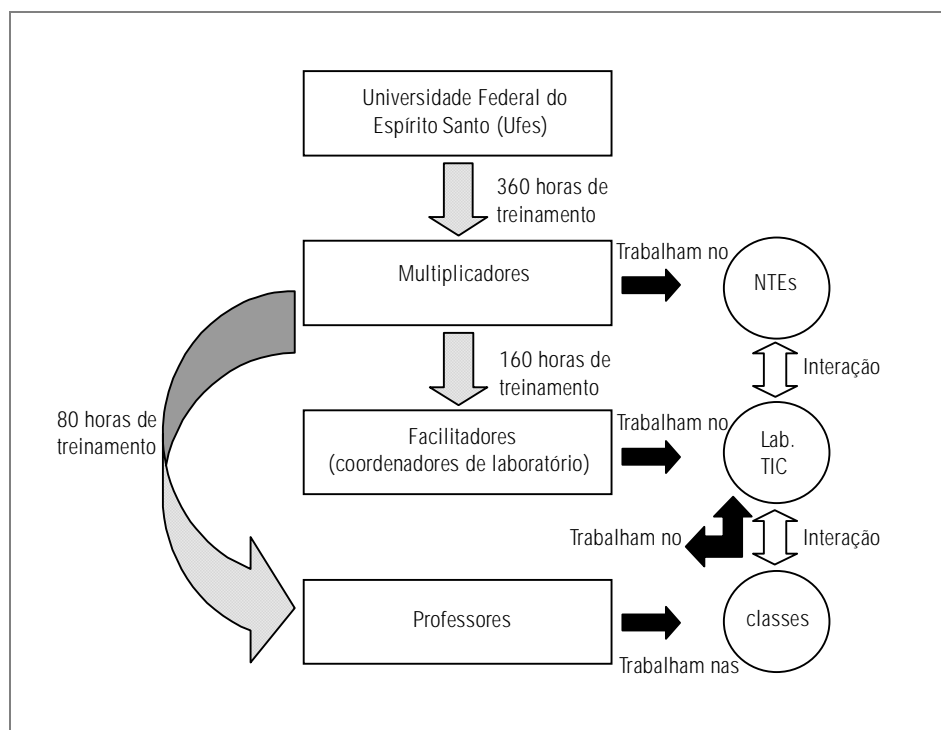 Universidade Federal do
Espírito Santo (Ufes)
360 horas de
treinamento
Multiplicadores
Trabalham no
NTEs
160 horas de
treinamento
Interação
80 horas de
treinamento
Facilitadores
(coordenadores de laboratório)
Trabalham no
Lab.
TIC
Trabalham no
Interação
Professores
classes
Trabalham nas